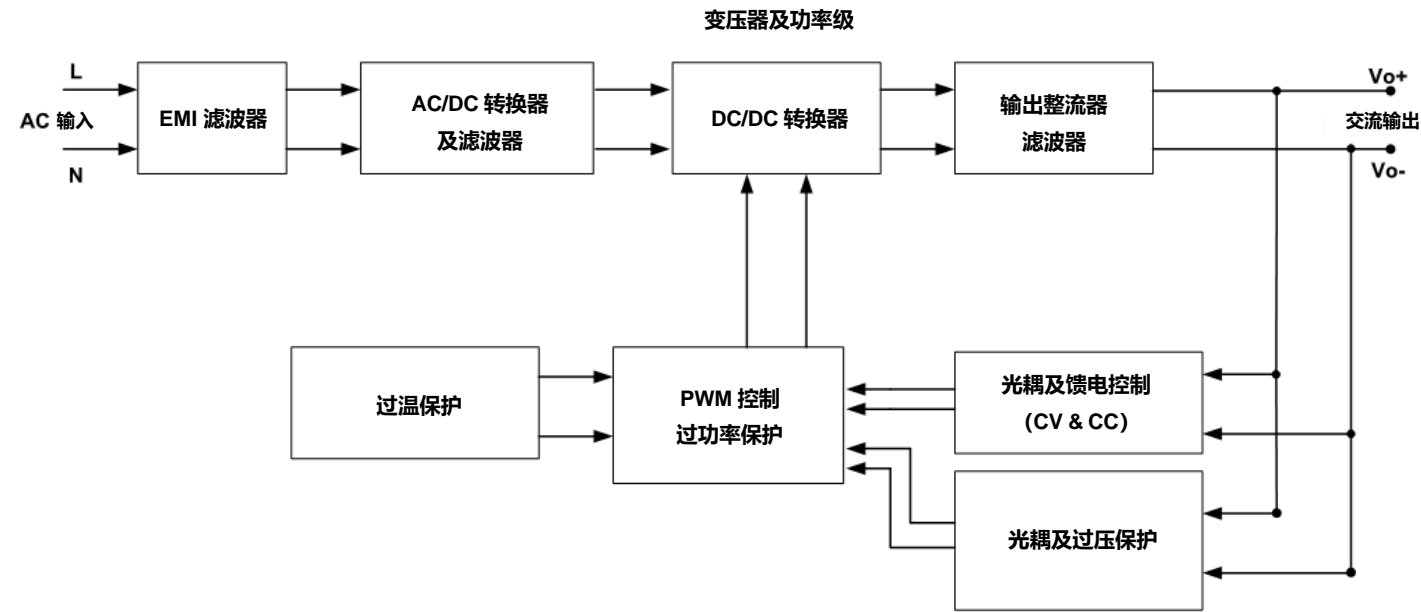 变压器及功率级
L
AC 输入
N
EMI 滤波器
AC/DC 转换器
及滤波器
DC/DC 转换器
输出整流器
滤波器
Vo+
交流输出
Vo-
过温保护
PWM 控制
过功率保护
光耦及馈电控制
(CV & CC)
光耦及过压保护